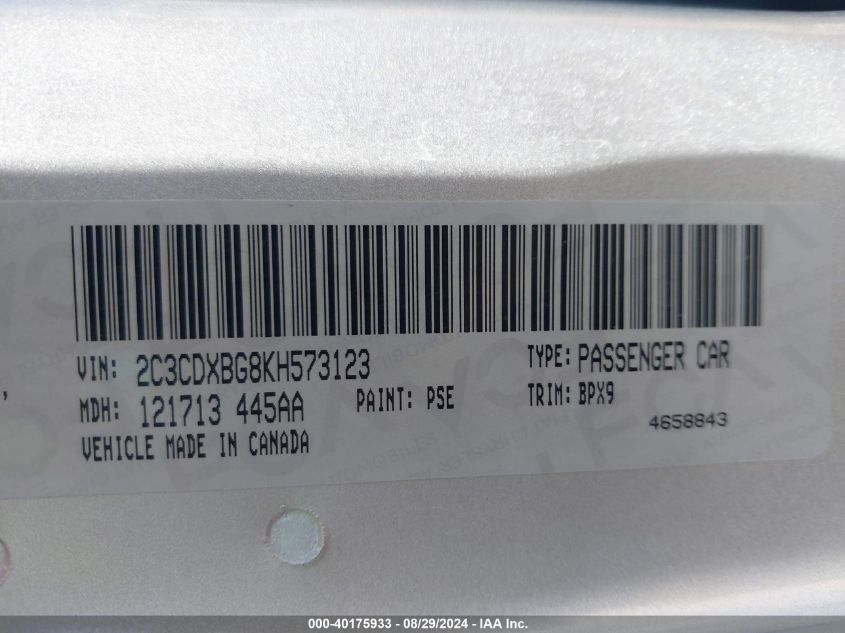 VIN: 2C3CDXBG8KH573123 TYPE: PASSENGER CAR
MDH: 121713 445AA PAINT: PSE TRIM: BPX9
4658843
VEHICLE MADE IN CANADA
000-40175933 - 08/29/2024 - IAA Inc.